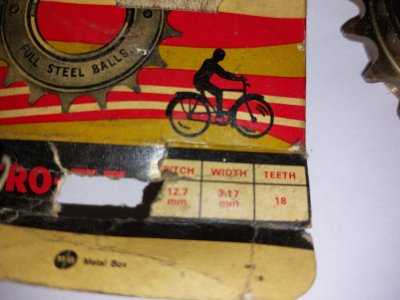 FULL STEEL BALLS
RO
PITCH WIDTH TEETH
12.7 mm 3.17 mm 18
Metal Box